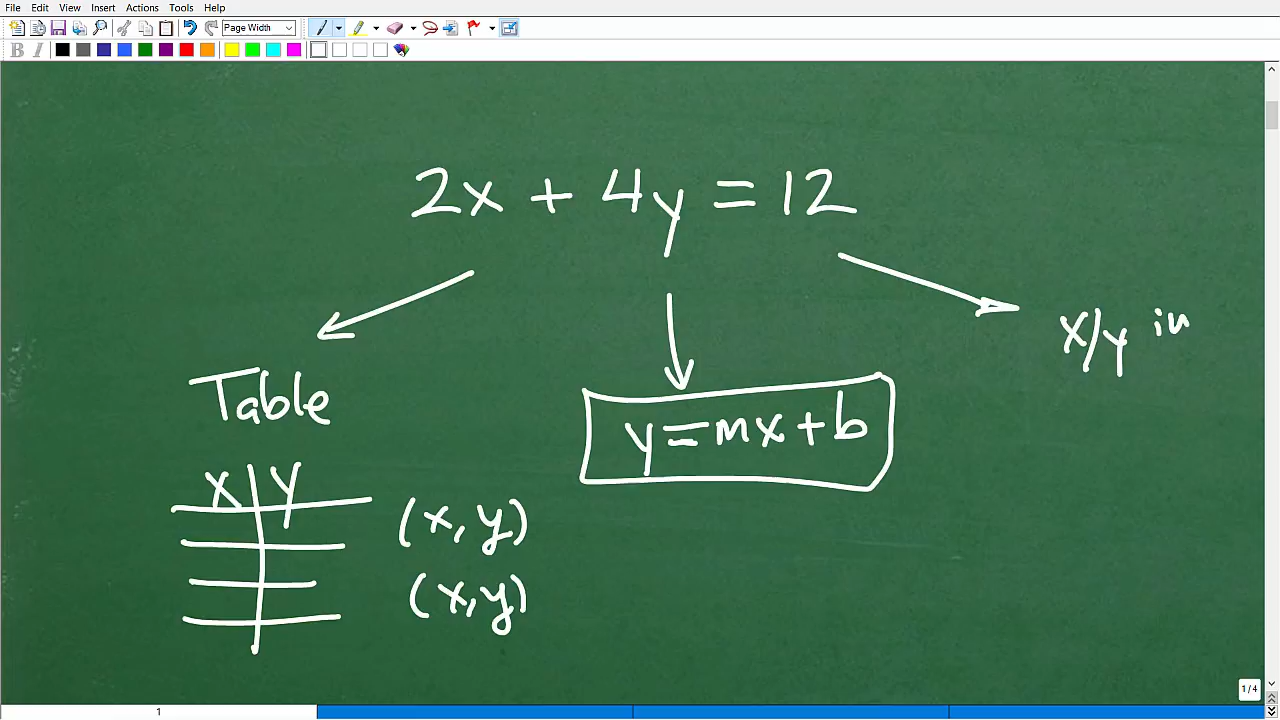 File Edit View Insert Actions Tools Help
Page Width
B I
2x + 4y = 12
Table
x y
(x, y)
(x, y)
y = mx + b
x/y in
1/4
1